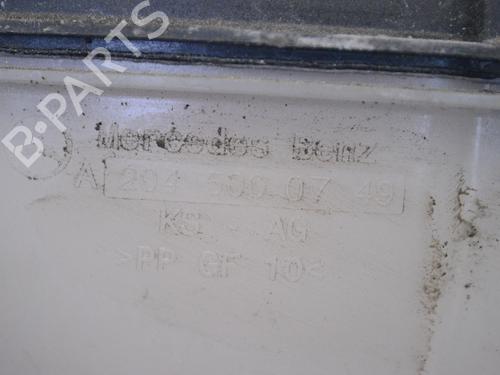 B-PARTS
Mercedes Benz
A 204 500 07 49
>PP GF 10<